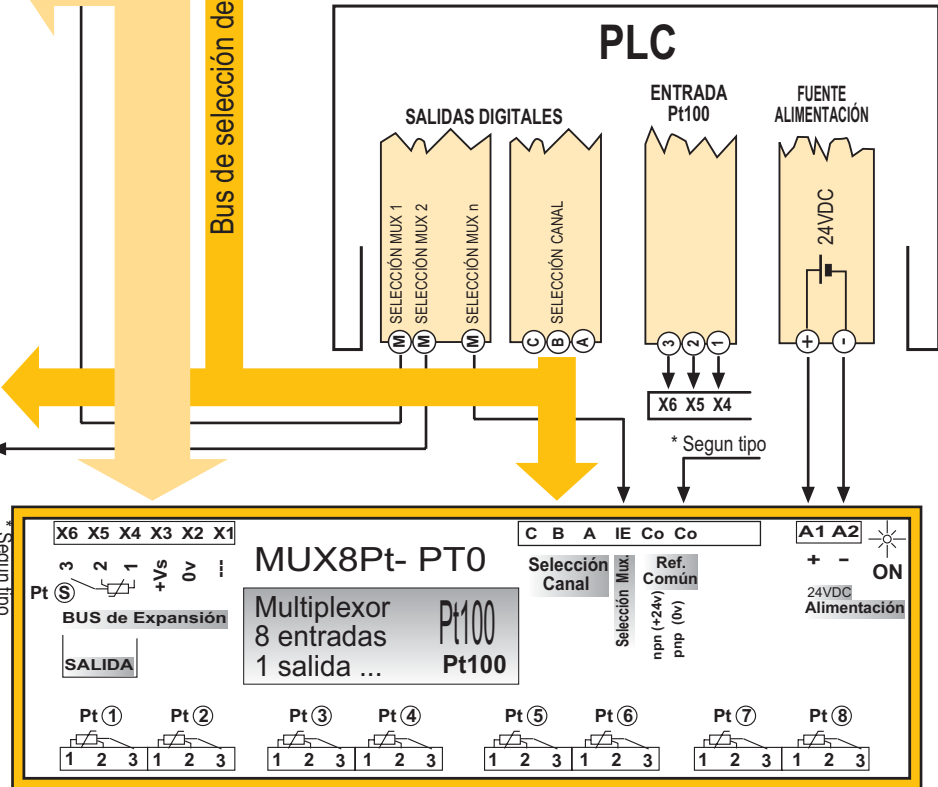 Bus de selección de
PLC
SALIDAS DIGITALES
ENTRADA
Pt100
FUENTE
ALIMENTACIÓN
SELECCIÓN MUX 1
SELECCIÓN MUX 2
SELECCIÓN MUX n
SELECCIÓN CANAL
24VDC
M M M
C B A
3 2 1
+ -
X6 X5 X4
* Segun tipo
* Segun tipo
X6 X5 X4 X3 X2 X1
3 2 1 +Vs 0v ---
Pt S
BUS de Expansión
SALIDA
MUX8Pt- PT0
Multiplexor
8 entradas
1 salida ...
Pt100
Pt100
C B A IE Co Co
Selección
Canal
Selección Mux.
Ref.
Común
npn (+24v)
pnp (0v)
A1 A2
+ -
ON
24VDC
Alimentación
Pt 1 Pt 2 Pt 3 Pt 4 Pt 5 Pt 6 Pt 7 Pt 8
1 2 3 1 2 3 1 2 3 1 2 3 1 2 3 1 2 3 1 2 3 1 2 3